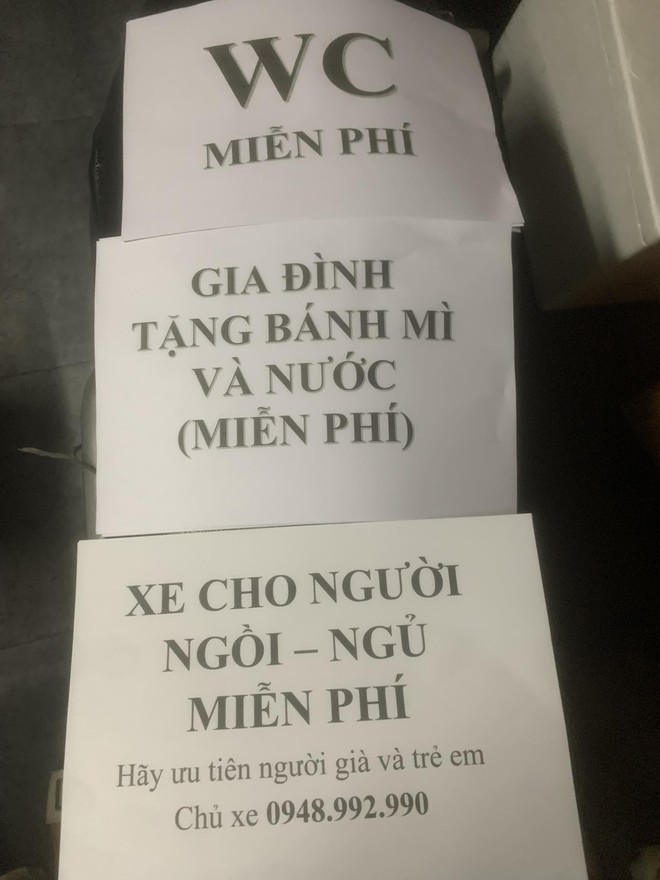 WC
MIỄN PHÍ
GIA ĐÌNH
TẶNG BÁNH MÌ
VÀ NƯỚC
(MIỄN PHÍ)
XE CHO NGƯỜI
NGỒI – NGỦ
MIỄN PHÍ
Hãy ưu tiên người già và trẻ em
Chủ xe 0948.992.990